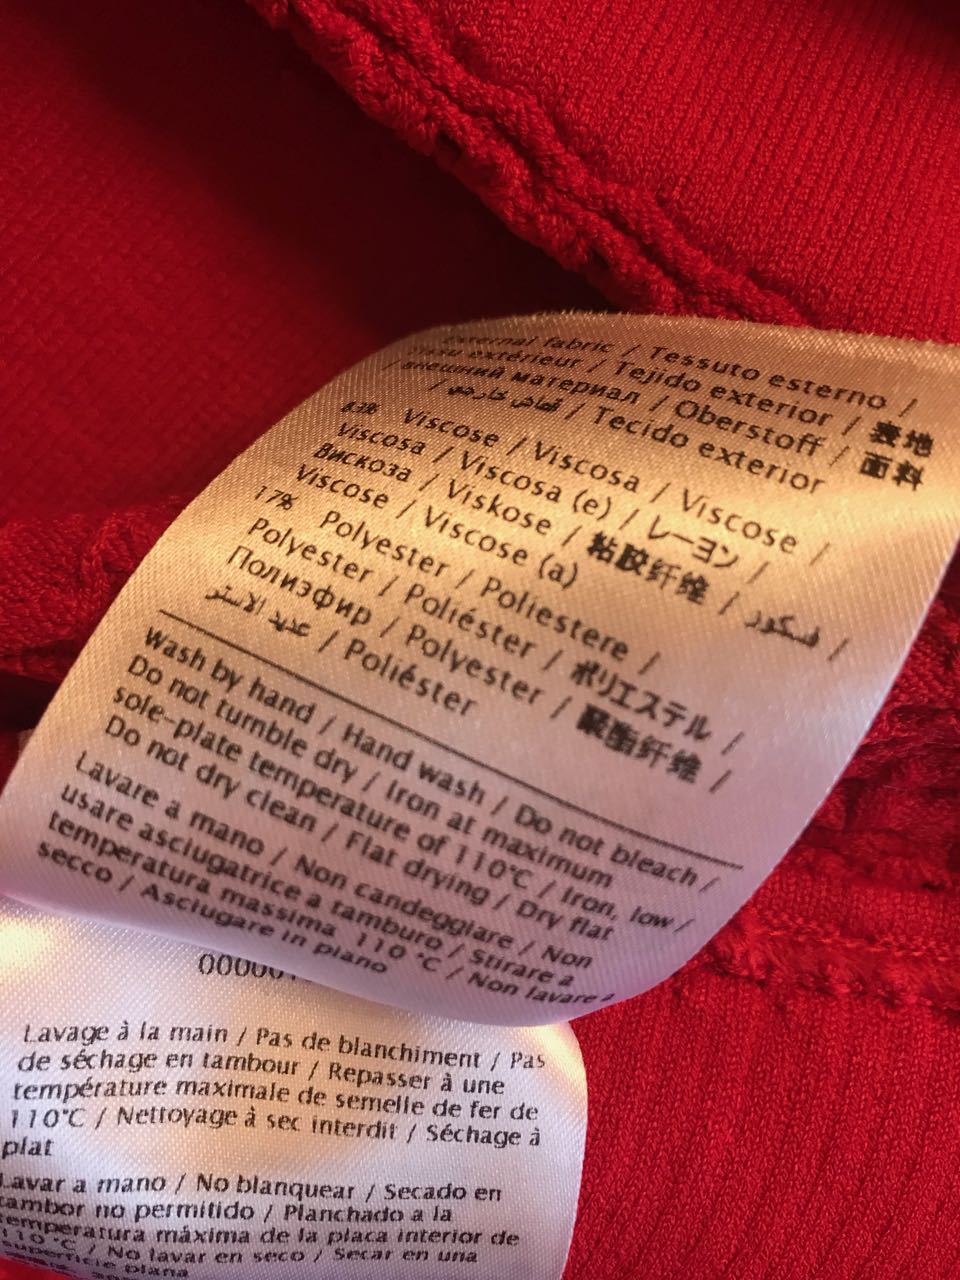 External fabric / Tessuto esterno /
Tissu extérieur / Tejido exterior / 表地
/ внешний материал / Oberstoff / 面料
/ قماش خارجي / Tecido exterior
83% Viscose / Viscosa / Viscose /
Viscosa / Viscosa (e) / レーヨン /
Вискоза / Viskose / 粘胶纤维 / فسكوز /
Viscose / Viscose (a)
17% Polyester / Poliestere /
Polyester / Poliéster / ポリエステル /
Полиэфир / Polyester / 聚酯纤维 /
عديد الاستر / Poliéster
Wash by hand / Hand wash / Do not bleach /
Do not tumble dry / Iron at maximum
sole-plate temperature of 110°C / Iron, low /
Do not dry clean / Flat drying / Dry flat
Lavare a mano / Non candeggiare / Non
usare asciugatrice a tamburo / Stirare a
temperatura massima 110 °C / Non lavare a
secco / Asciugare in piano
00000
Lavage à la main / Pas de blanchiment / Pas
de séchage en tambour / Repasser à une
température maximale de semelle de fer de
110°C / Nettoyage à sec interdit / Séchage à
plat
Lavar a mano / No blanquear / Secado en
tambor no permitido / Planchado a la
temperatura máxima de la placa interior de
110 °C / No lavar en seco / Secar en una
superficie plana